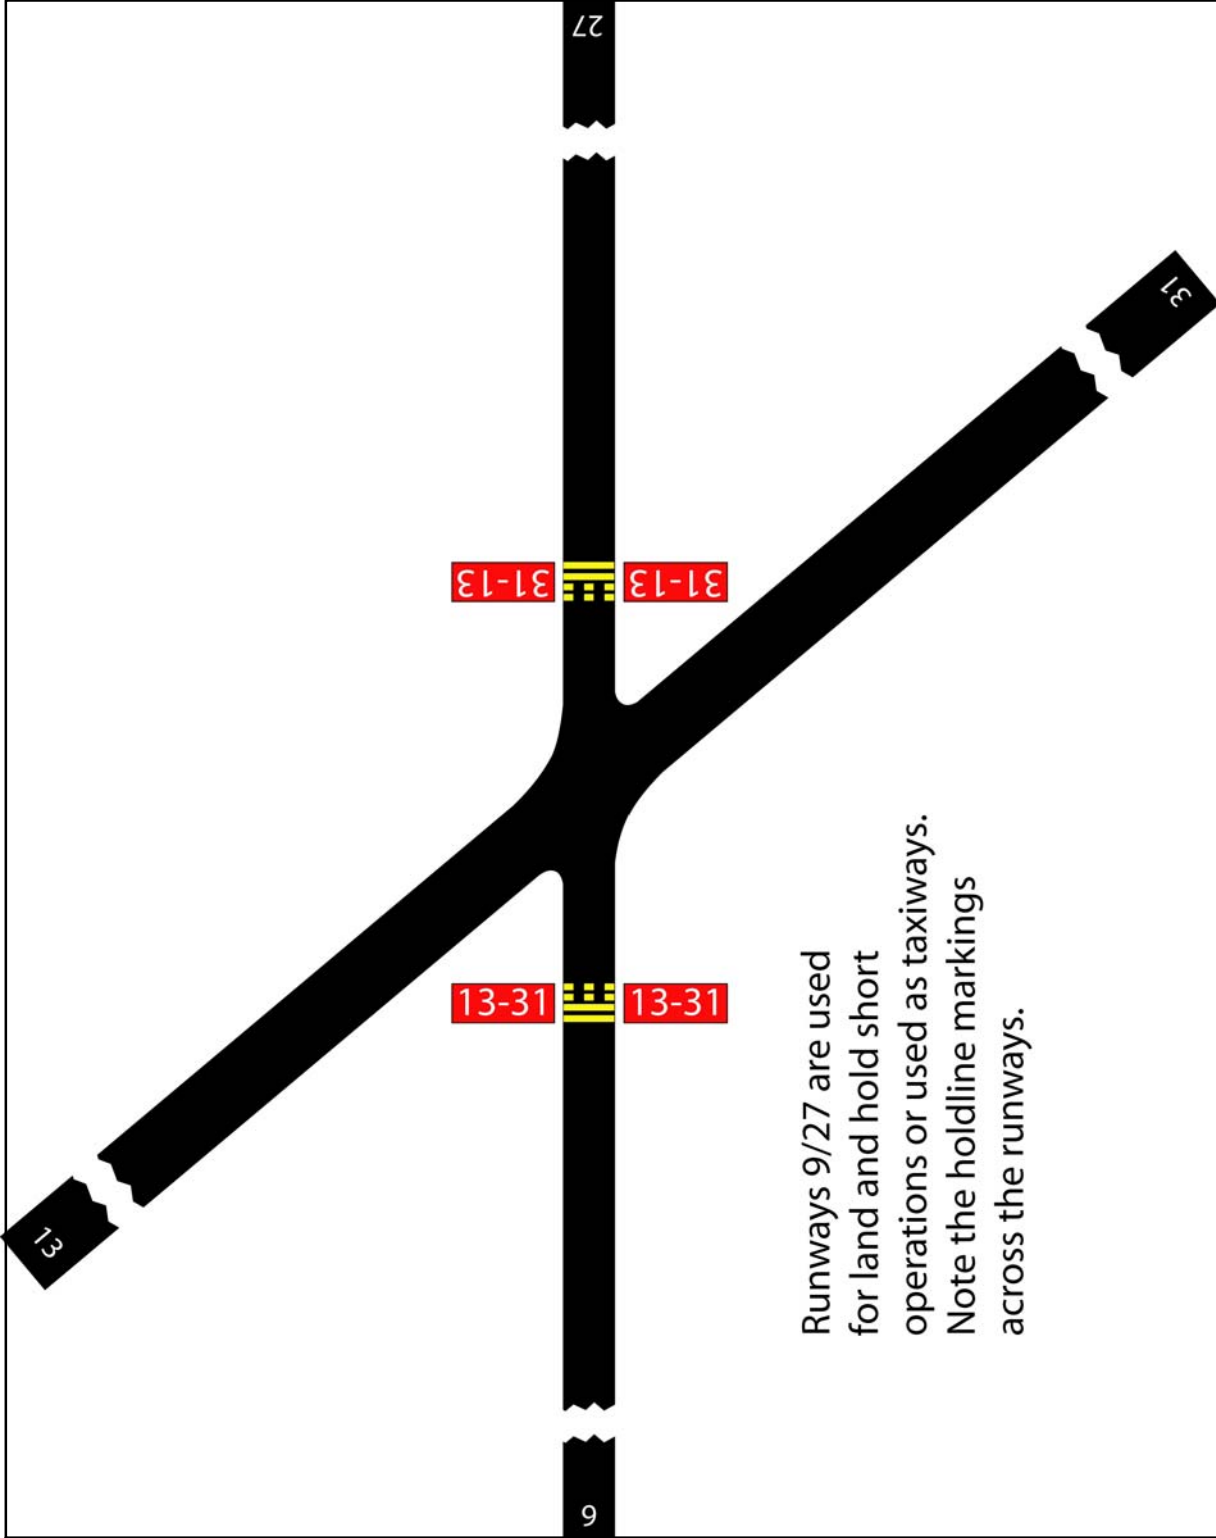 27
31
31-13
31-13
13-31
13-31
13
9
Runways 9/27 are used
for land and hold short
operations or used as taxiways.
Note the holdline markings
across the runways.